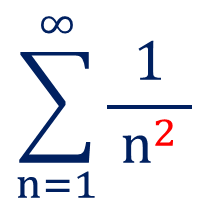 ∞
∑ 1/n²
n=1